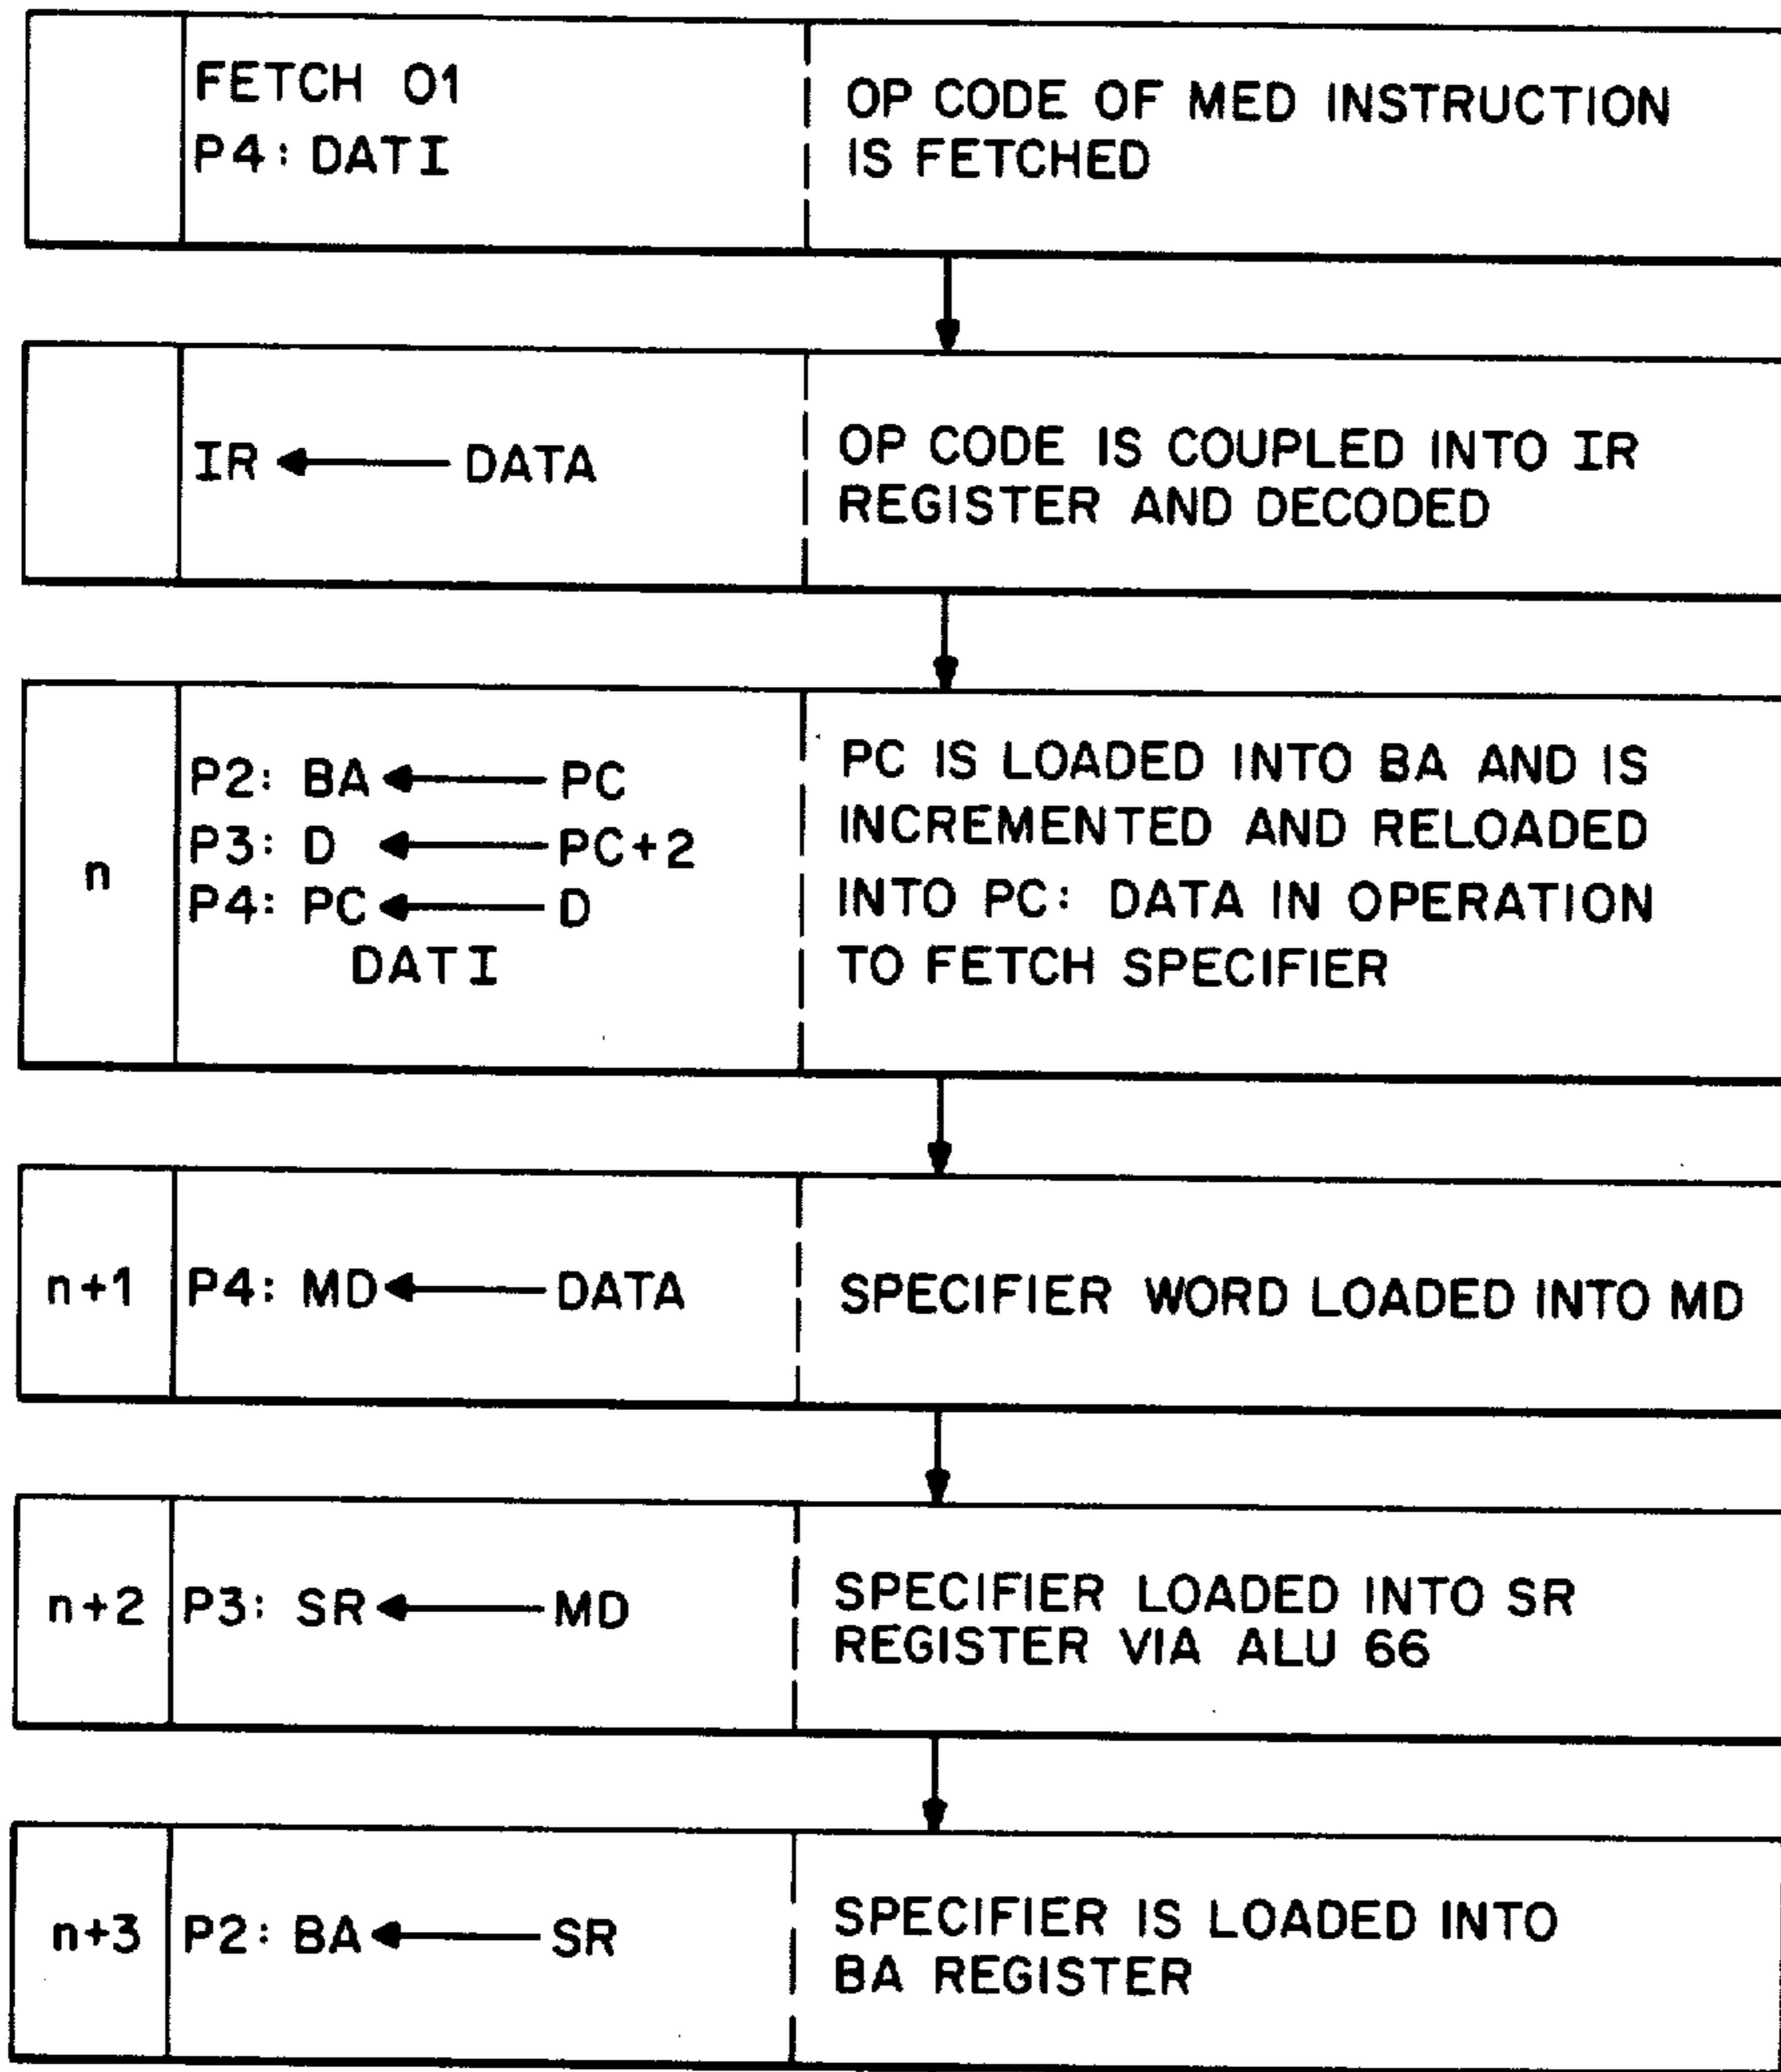 FETCH 01
P4: DATI
OP CODE OF MED INSTRUCTION
IS FETCHED
IR ← DATA
OP CODE IS COUPLED INTO IR
REGISTER AND DECODED
n
P2: BA ← PC
P3: D ← PC+2
P4: PC ← D
DATI
PC IS LOADED INTO BA AND IS
INCREMENTED AND RELOADED
INTO PC: DATA IN OPERATION
TO FETCH SPECIFIER
n+1
P4: MD ← DATA
SPECIFIER WORD LOADED INTO MD
n+2
P3: SR ← MD
SPECIFIER LOADED INTO SR
REGISTER VIA ALU 66
n+3
P2: BA ← SR
SPECIFIER IS LOADED INTO
BA REGISTER